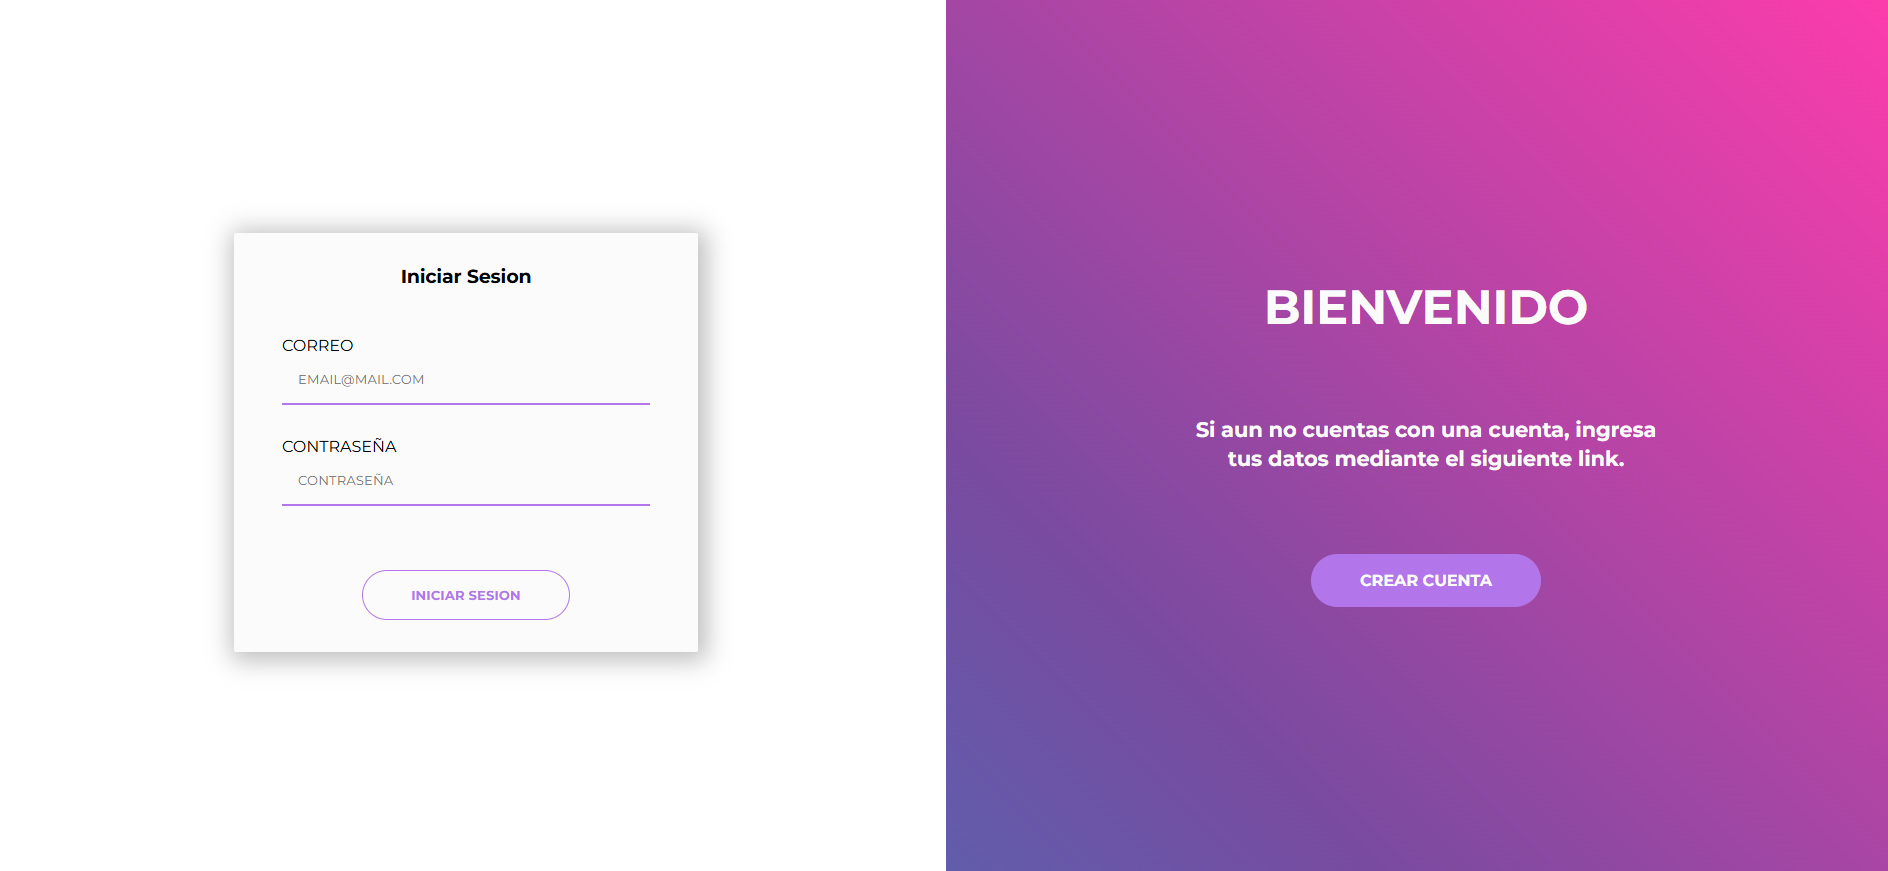 Iniciar Sesion
CORREO
EMAIL@MAIL.COM
CONTRASEÑA
CONTRASEÑA
INICIAR SESION
BIENVENIDO
Si aun no cuentas con una cuenta, ingresa
tus datos mediante el siguiente link.
CREAR CUENTA